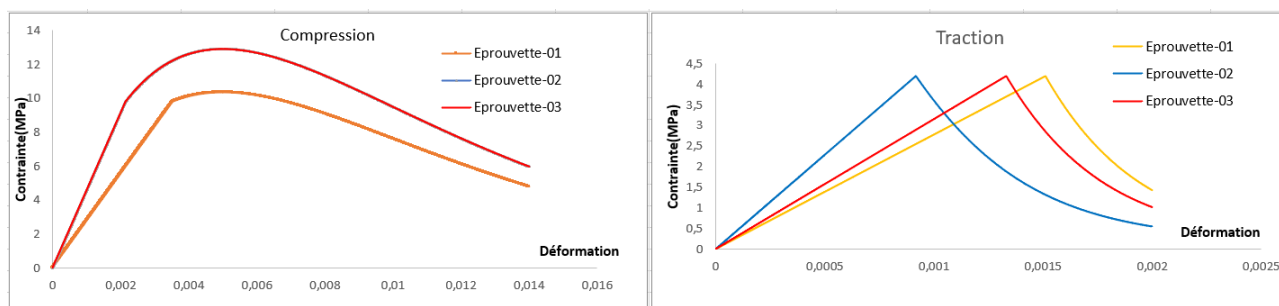 Compression
Contrainte(MPa)
14
12
10
8
6
4
2
0
0 0,002 0,004 0,006 0,008 0,01 0,012 0,014 0,016
Déformation
Eprouvette-01
Eprouvette-02
Eprouvette-03
Traction
Contrainte(MPa)
4,5
4
3,5
3
2,5
2
1,5
1
0,5
0
0 0,0005 0,001 0,0015 0,002 0,0025
Déformation
Eprouvette-01
Eprouvette-02
Eprouvette-03